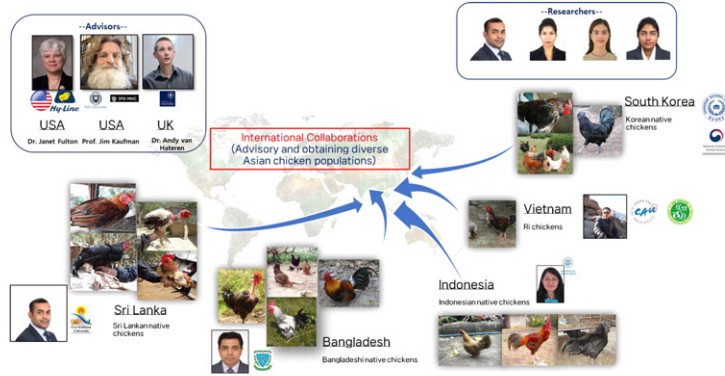 --Advisors--
USA
USA
UK
Dr. Janet Fulton
Prof. Jim Kaufman
Dr. Andy van
Hateren
Hy-Line
--Researchers--
International Collaborations
(Advisory and obtaining diverse
Asian chicken populations)
South Korea
Korean native
chickens
Vietnam
Ri chickens
CAU
Indonesia
Indonesian native chickens
Sri Lanka
Sri Lankan native
chickens
Bangladesh
Bangladeshi native chickens